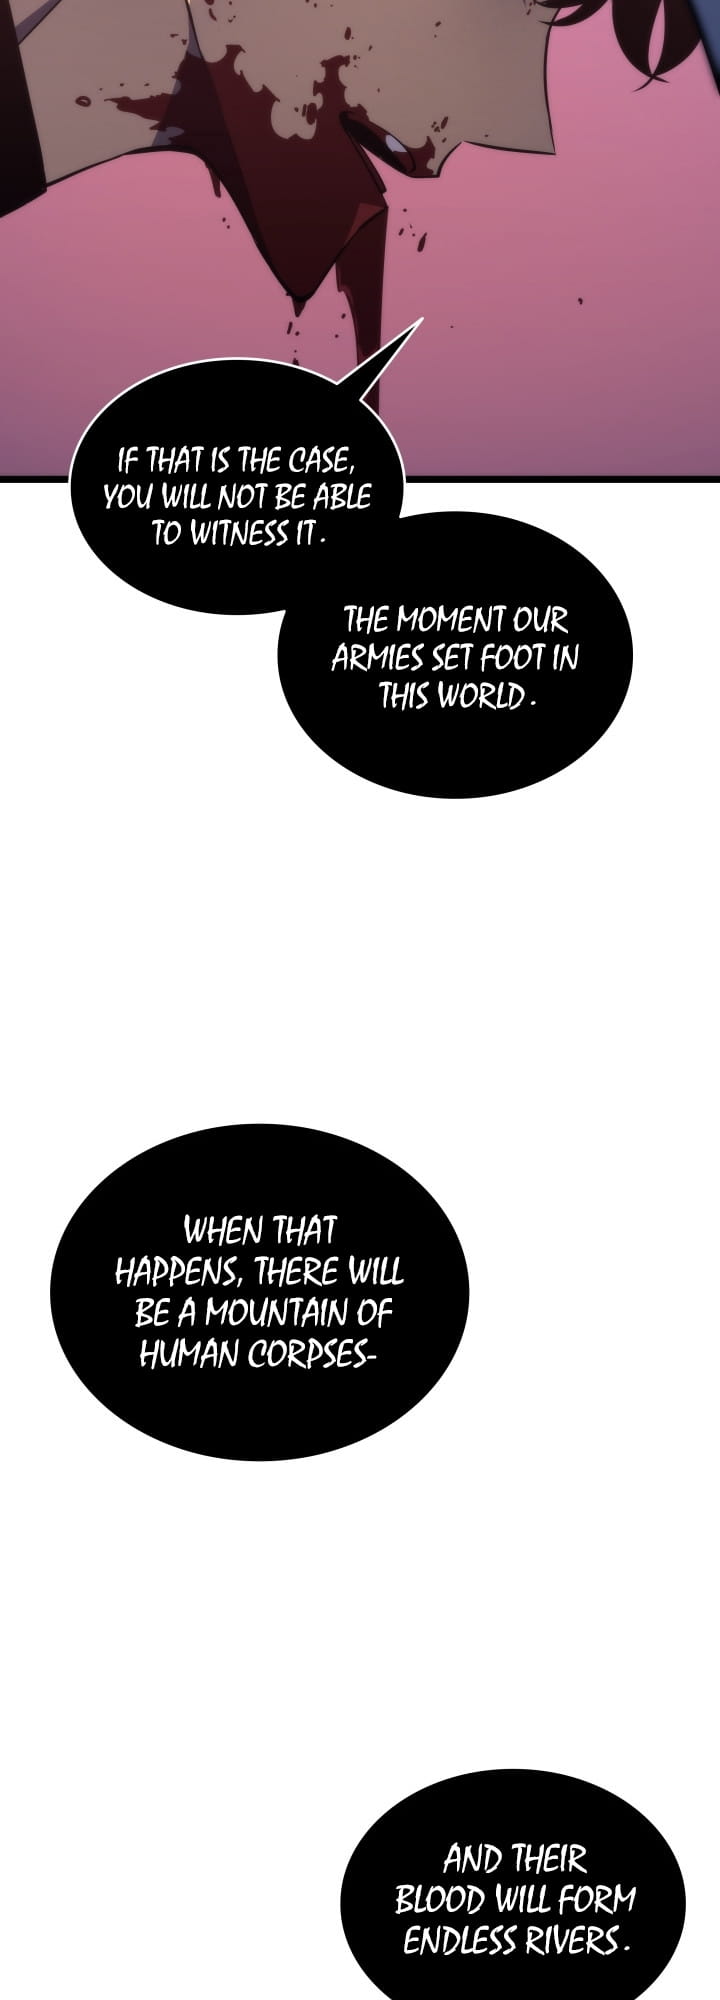 IF THAT IS THE CASE,
YOU WILL NOT BE ABLE
TO WITNESS IT.
THE MOMENT OUR
ARMIES SET FOOT IN
THIS WORLD.
WHEN THAT
HAPPENS, THERE WILL
BE A MOUNTAIN OF
HUMAN CORPSES-
AND THEIR
BLOOD WILL FORM
ENDLESS RIVERS.